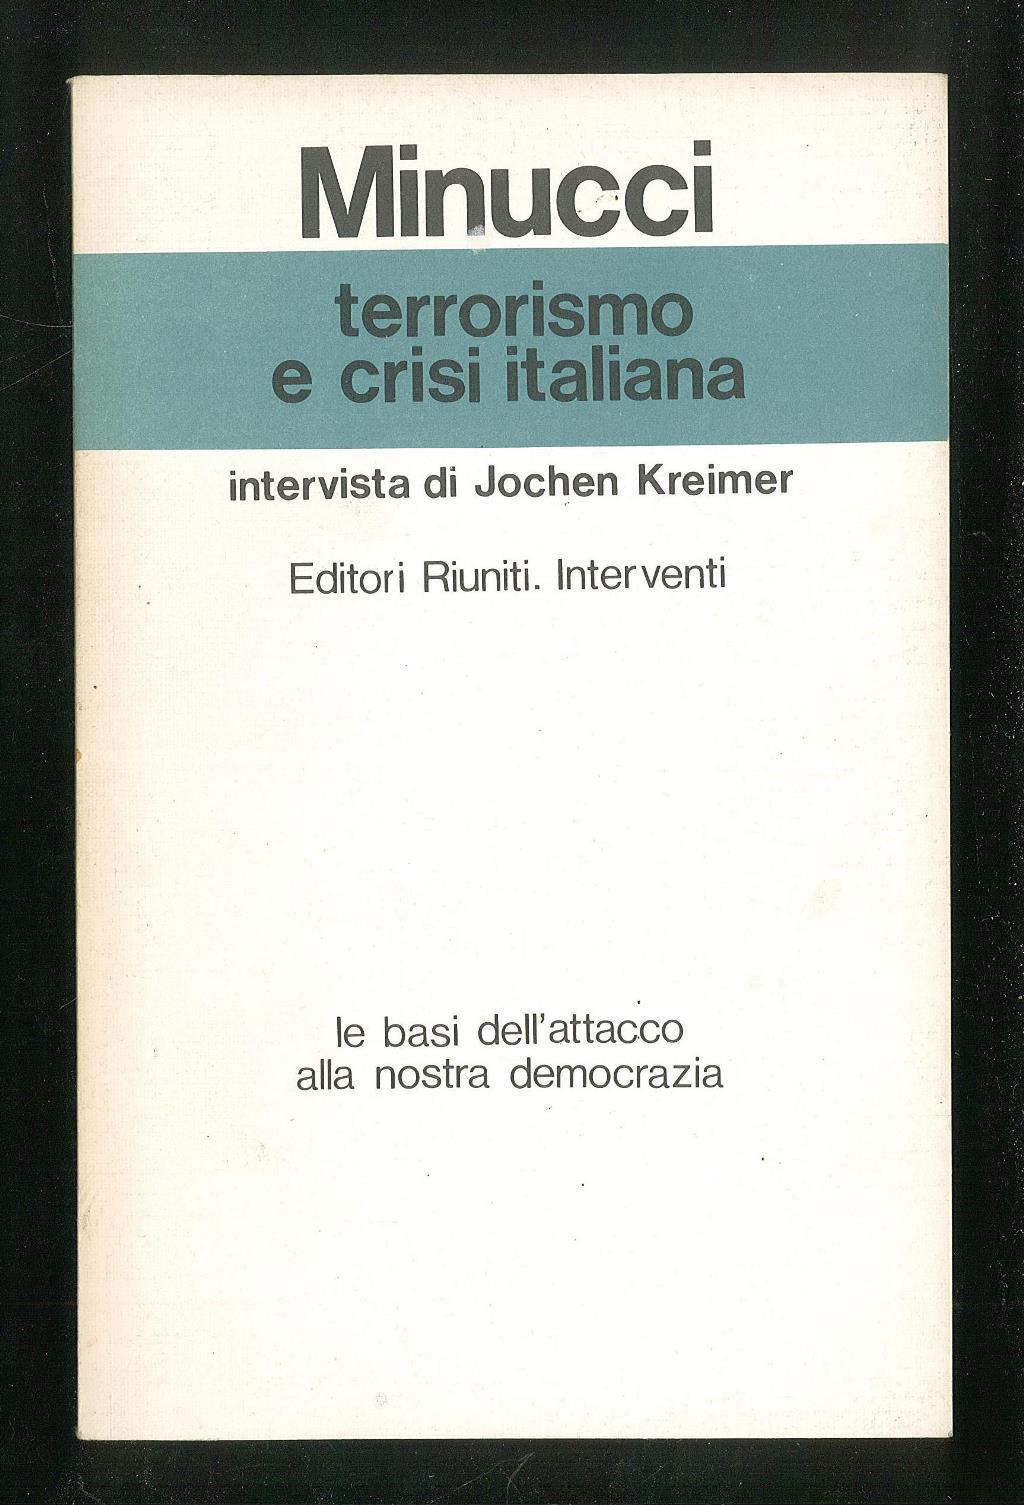 Minucci
terrorismo
e crisi italiana
intervista di Jochen Kreimer
Editori Riuniti. Interventi
le basi dell'attacco
alla nostra democrazia